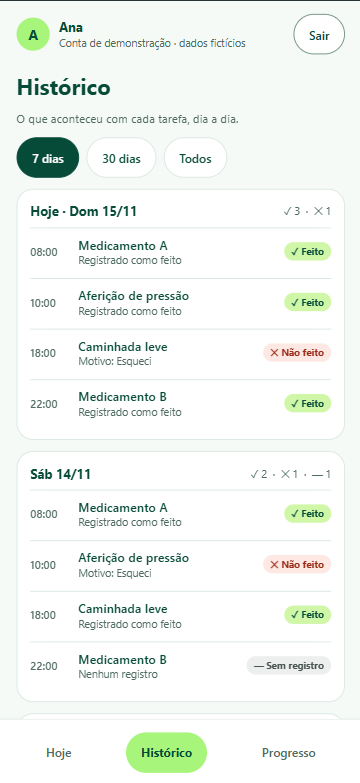 A
Ana
Conta de demonstração · dados fictícios
Sair
Histórico
O que aconteceu com cada tarefa, dia a dia.
7 dias
30 dias
Todos
Hoje · Dom 15/11
✓ 3 · ✕ 1
08:00
Medicamento A
Registrado como feito
✓ Feito
10:00
Aferição de pressão
Registrado como feito
✓ Feito
18:00
Caminhada leve
Motivo: Esqueci
✕ Não feito
22:00
Medicamento B
Registrado como feito
✓ Feito
Sáb 14/11
✓ 2 · ✕ 1 · — 1
08:00
Medicamento A
Registrado como feito
✓ Feito
10:00
Aferição de pressão
Motivo: Esqueci
✕ Não feito
18:00
Caminhada leve
Registrado como feito
✓ Feito
22:00
Medicamento B
Nenhum registro
— Sem registro
Hoje
Histórico
Progresso